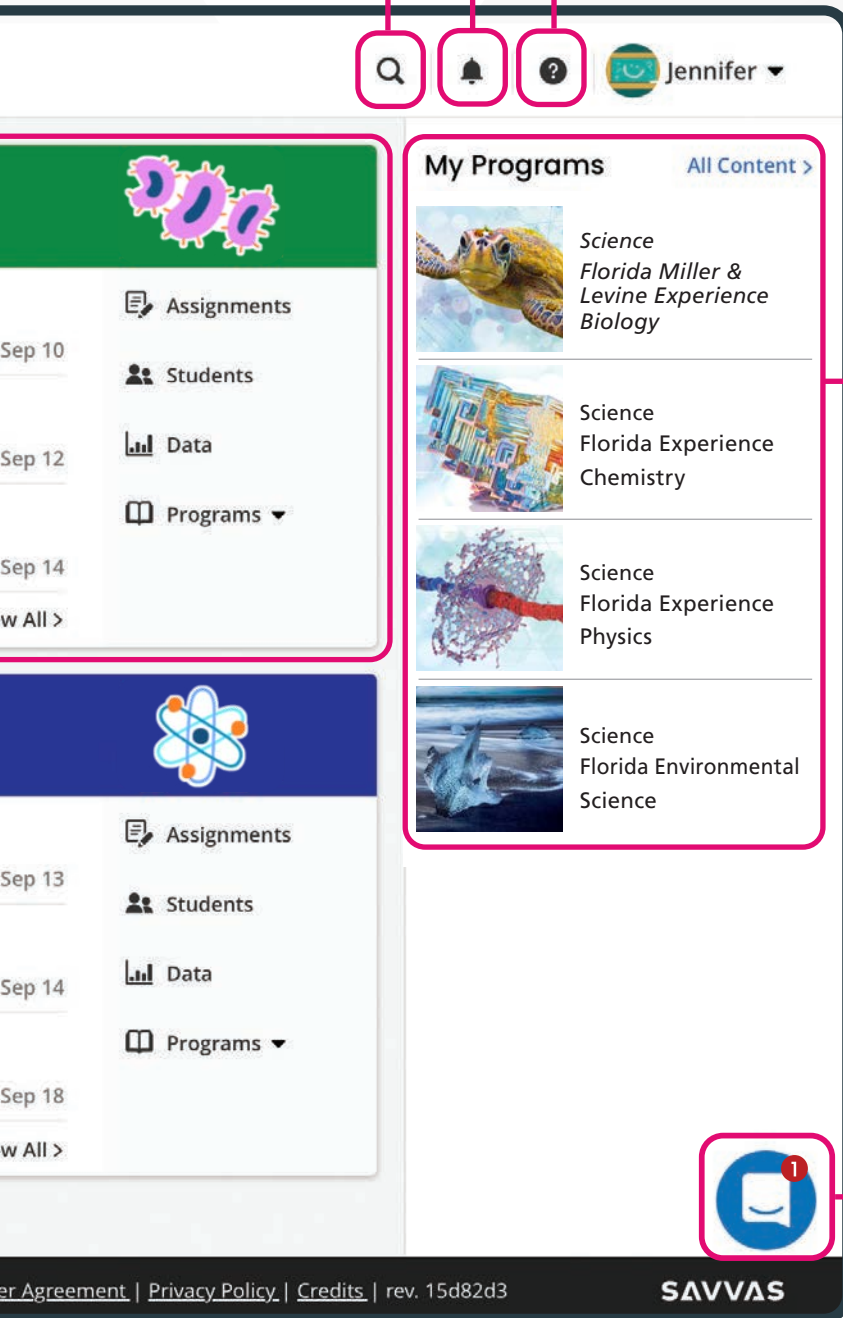 Jennifer
My Programs
All Content >
Science
Florida Miller &
Levine Experience
Biology
Science
Florida Experience
Chemistry
Science
Florida Experience
Physics
Science
Florida Environmental
Science
Assignments
Sep 10
Students
Sep 12
Data
Programs
Sep 14
w All >
Assignments
Sep 13
Students
Sep 14
Data
Programs
Sep 18
w All >
1
er Agreement | Privacy Policy | Credits | rev. 15d82d3
SAVVAS